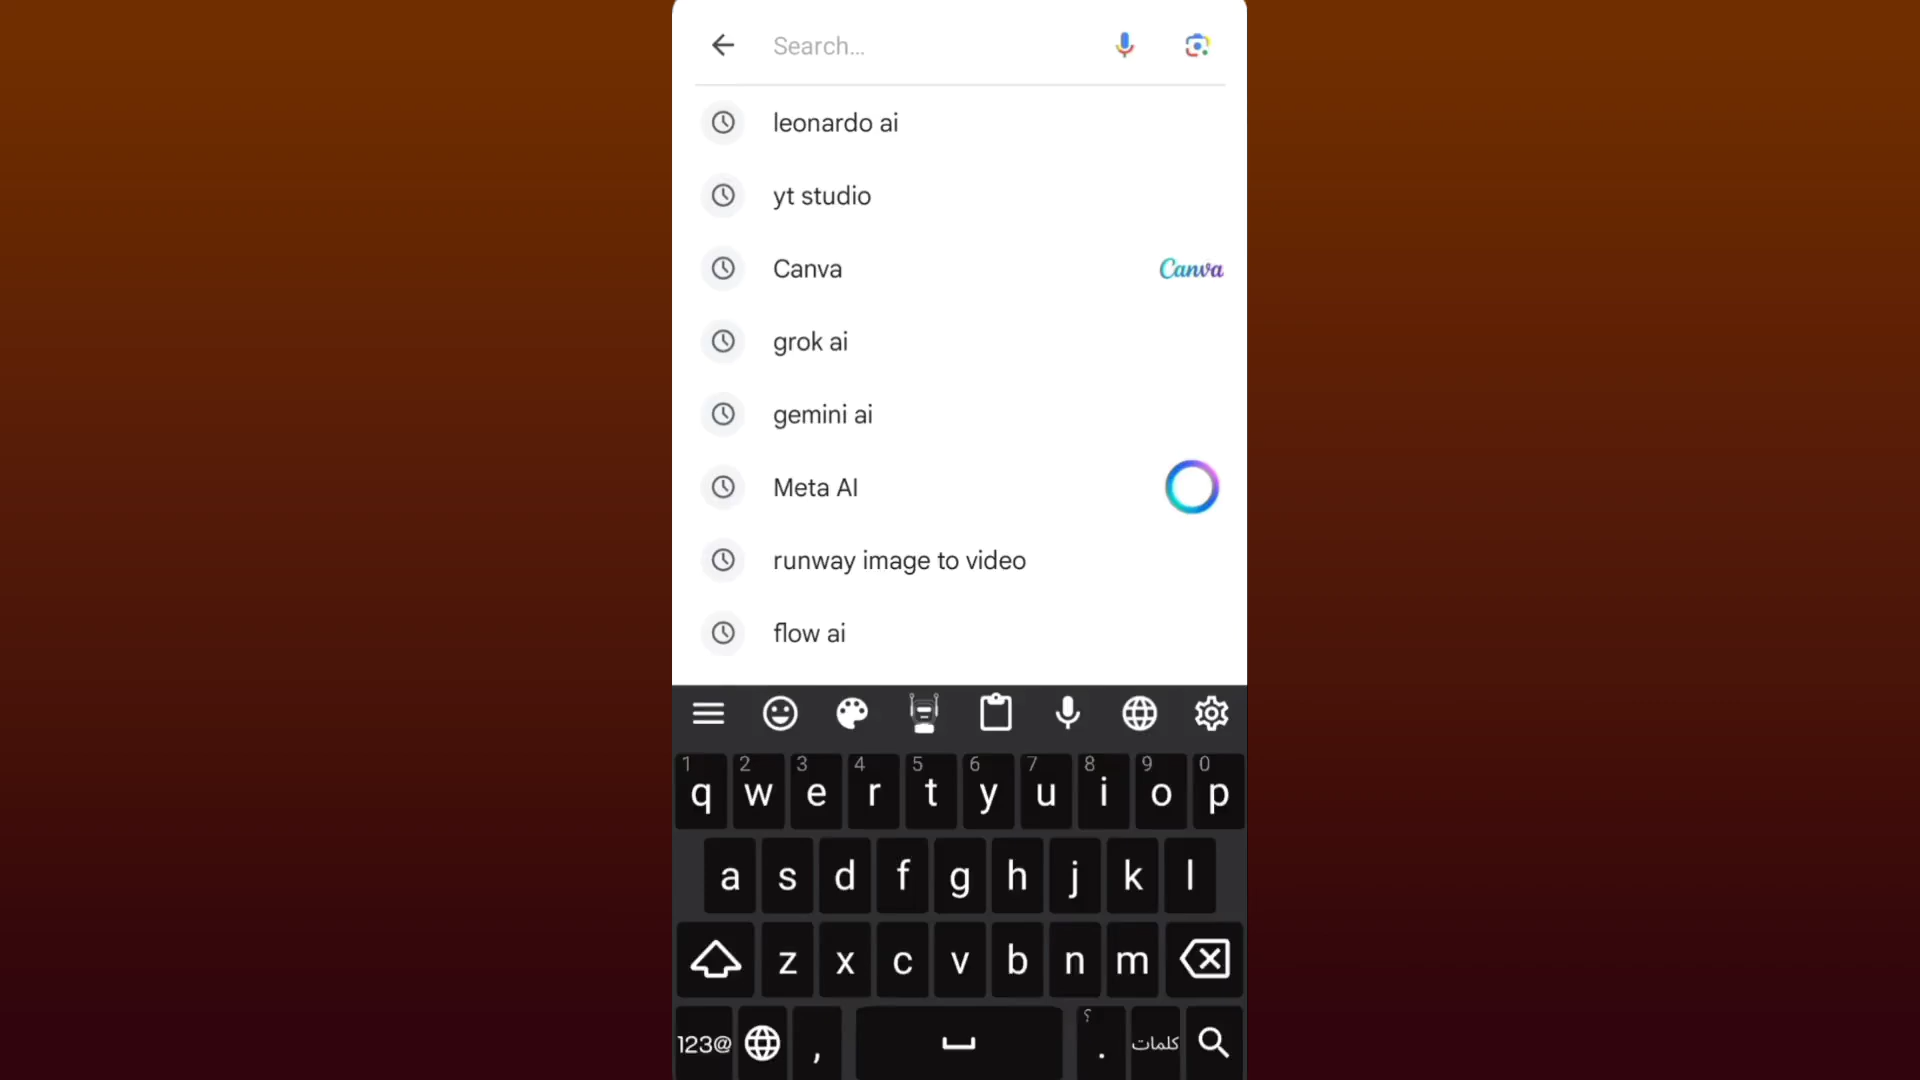 Search...
leonardo ai
yt studio
Canva Canva
grok ai
gemini ai
Meta AI
runway image to video
flow ai
1 2 3 4 5 6 7 8 9 0
q w e r t y u i o p
a s d f g h j k l
z x c v b n m
؟
123@ , . كلمات